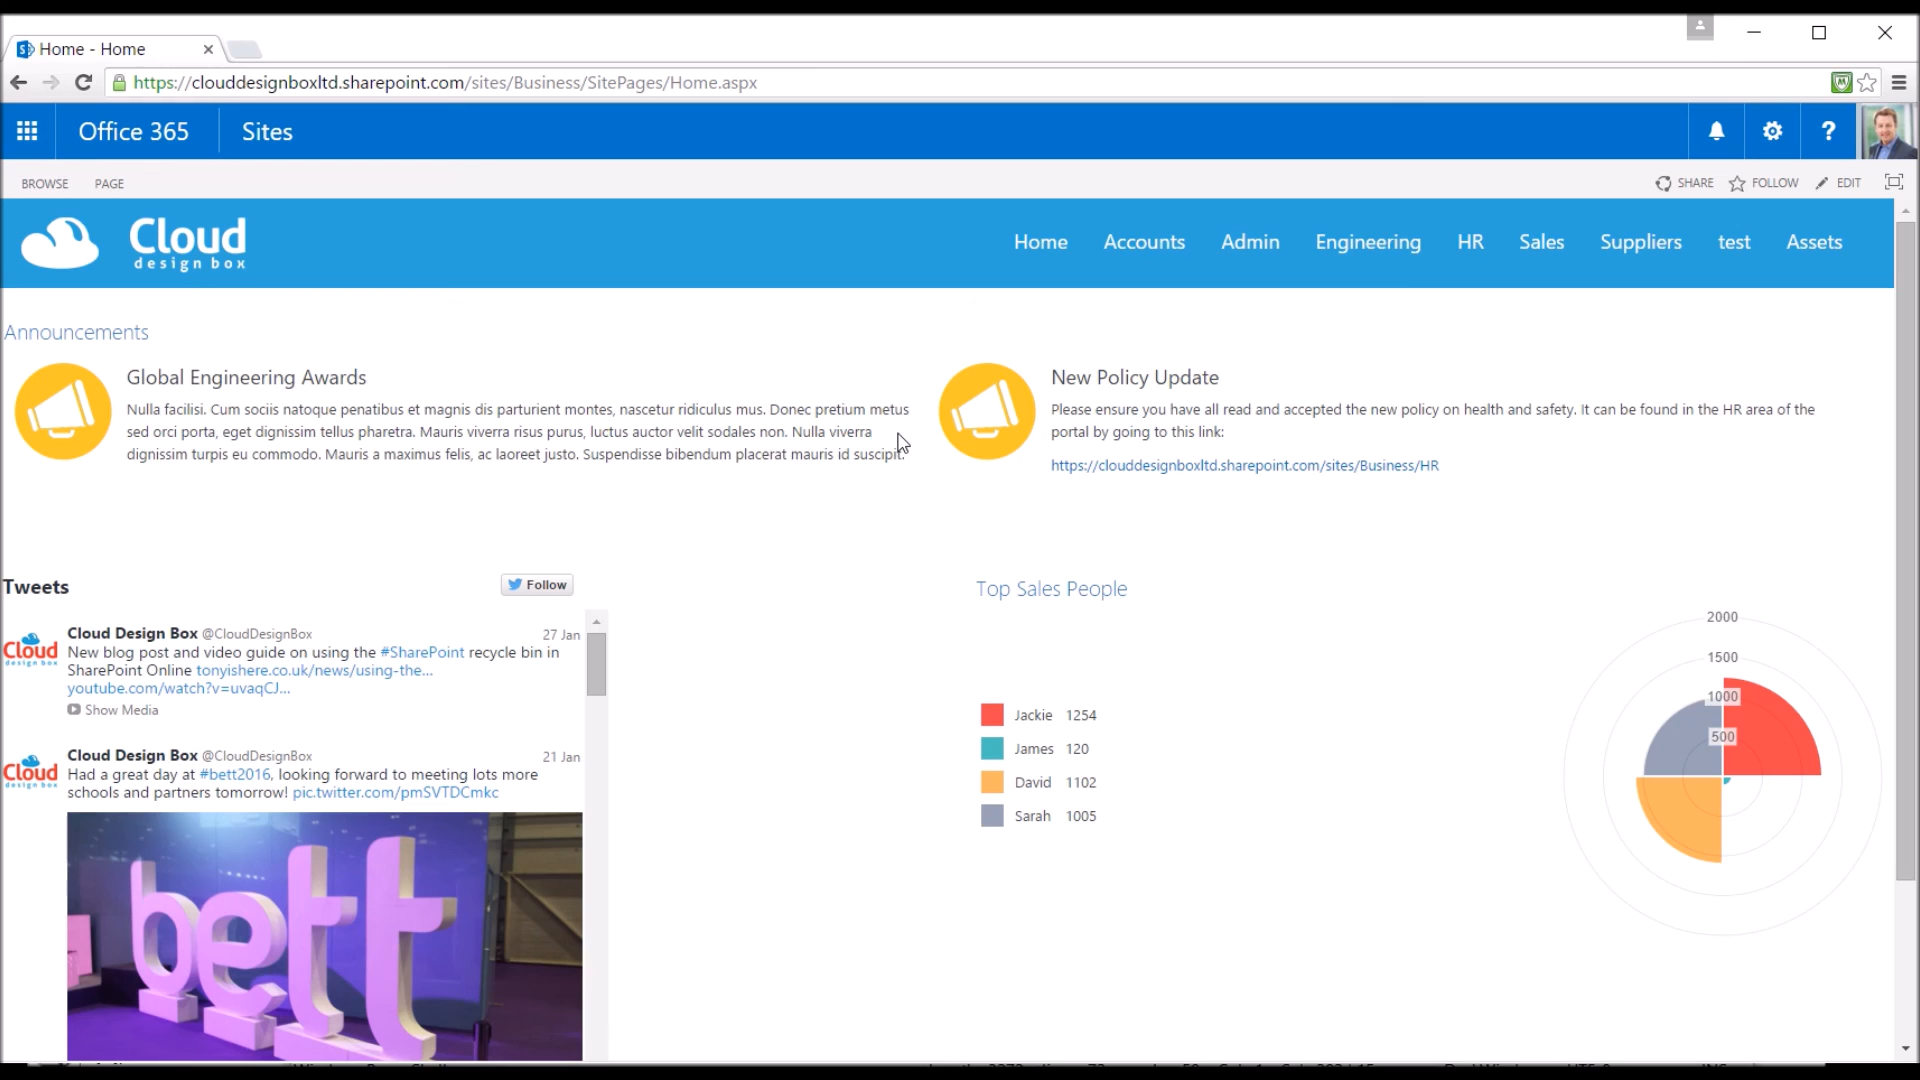 Home - Home
https://clouddesignboxltd.sharepoint.com/sites/Business/SitePages/Home.aspx
Office 365 Sites ?
BROWSE PAGE SHARE FOLLOW EDIT
Cloud
design box
Home Accounts Admin Engineering HR Sales Suppliers test Assets
Announcements
Global Engineering Awards
Nulla facilisi. Cum sociis natoque penatibus et magnis dis parturient montes, nascetur ridiculus mus. Donec pretium metus
sed orci porta, eget dignissim tellus pharetra. Mauris viverra risus purus, luctus auctor velit sodales non. Nulla viverra
dignissim turpis eu commodo. Mauris a maximus felis, ac laoreet justo. Suspendisse bibendum placerat mauris id suscipit.
New Policy Update
Please ensure you have all read and accepted the new policy on health and safety. It can be found in the HR area of the
portal by going to this link:
https://clouddesignboxltd.sharepoint.com/sites/Business/HR
Tweets
Follow
Cloud
design box
Cloud Design Box @CloudDesignBox 27 Jan
New blog post and video guide on using the #SharePoint recycle bin in
SharePoint Online tonyishere.co.uk/news/using-the...
youtube.com/watch?v=uvaqCJ...
Show Media
Cloud
design box
Cloud Design Box @CloudDesignBox 21 Jan
Had a great day at #bett2016, looking forward to meeting lots more
schools and partners tomorrow! pic.twitter.com/pmSVTDCmkc
bett
Top Sales People
Jackie 1254
James 120
David 1102
Sarah 1005
2000
1500
1000
500